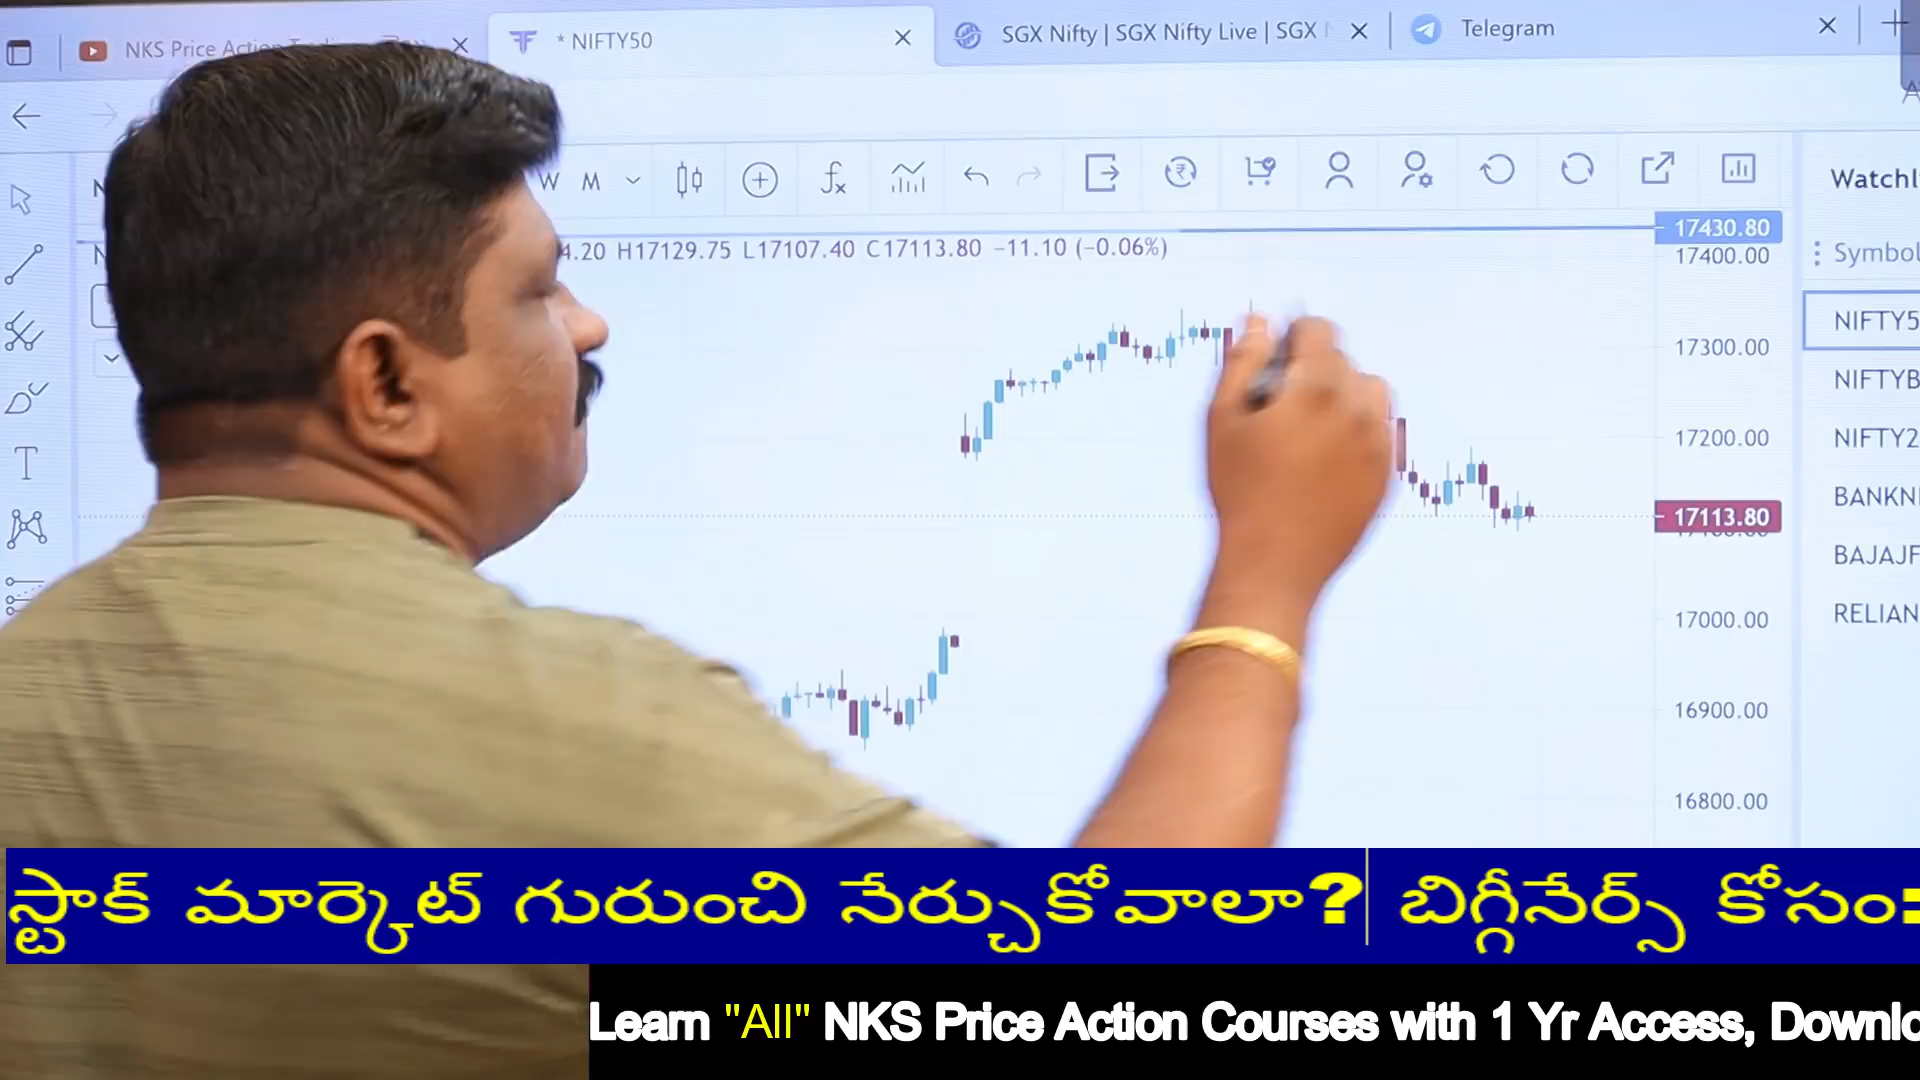 NKS Price Action
* NIFTY50
SGX Nifty | SGX Nifty Live | SGX
Telegram
W M
Watchl
4.20 H17129.75 L17107.40 C17113.80 −11.10 (−0.06%)
17430.80
17400.00
17300.00
17200.00
17113.80
17000.00
16900.00
16800.00
Symbol
NIFTY5
NIFTYB
NIFTY2
BANKNI
BAJAJF
RELIAN
స్టాక్ మార్కెట్ గురుంచి నేర్చుకోవాలా? బిగ్గీనేర్స్ కోసం:
Learn "All" NKS Price Action Courses with 1 Yr Access, Downlo